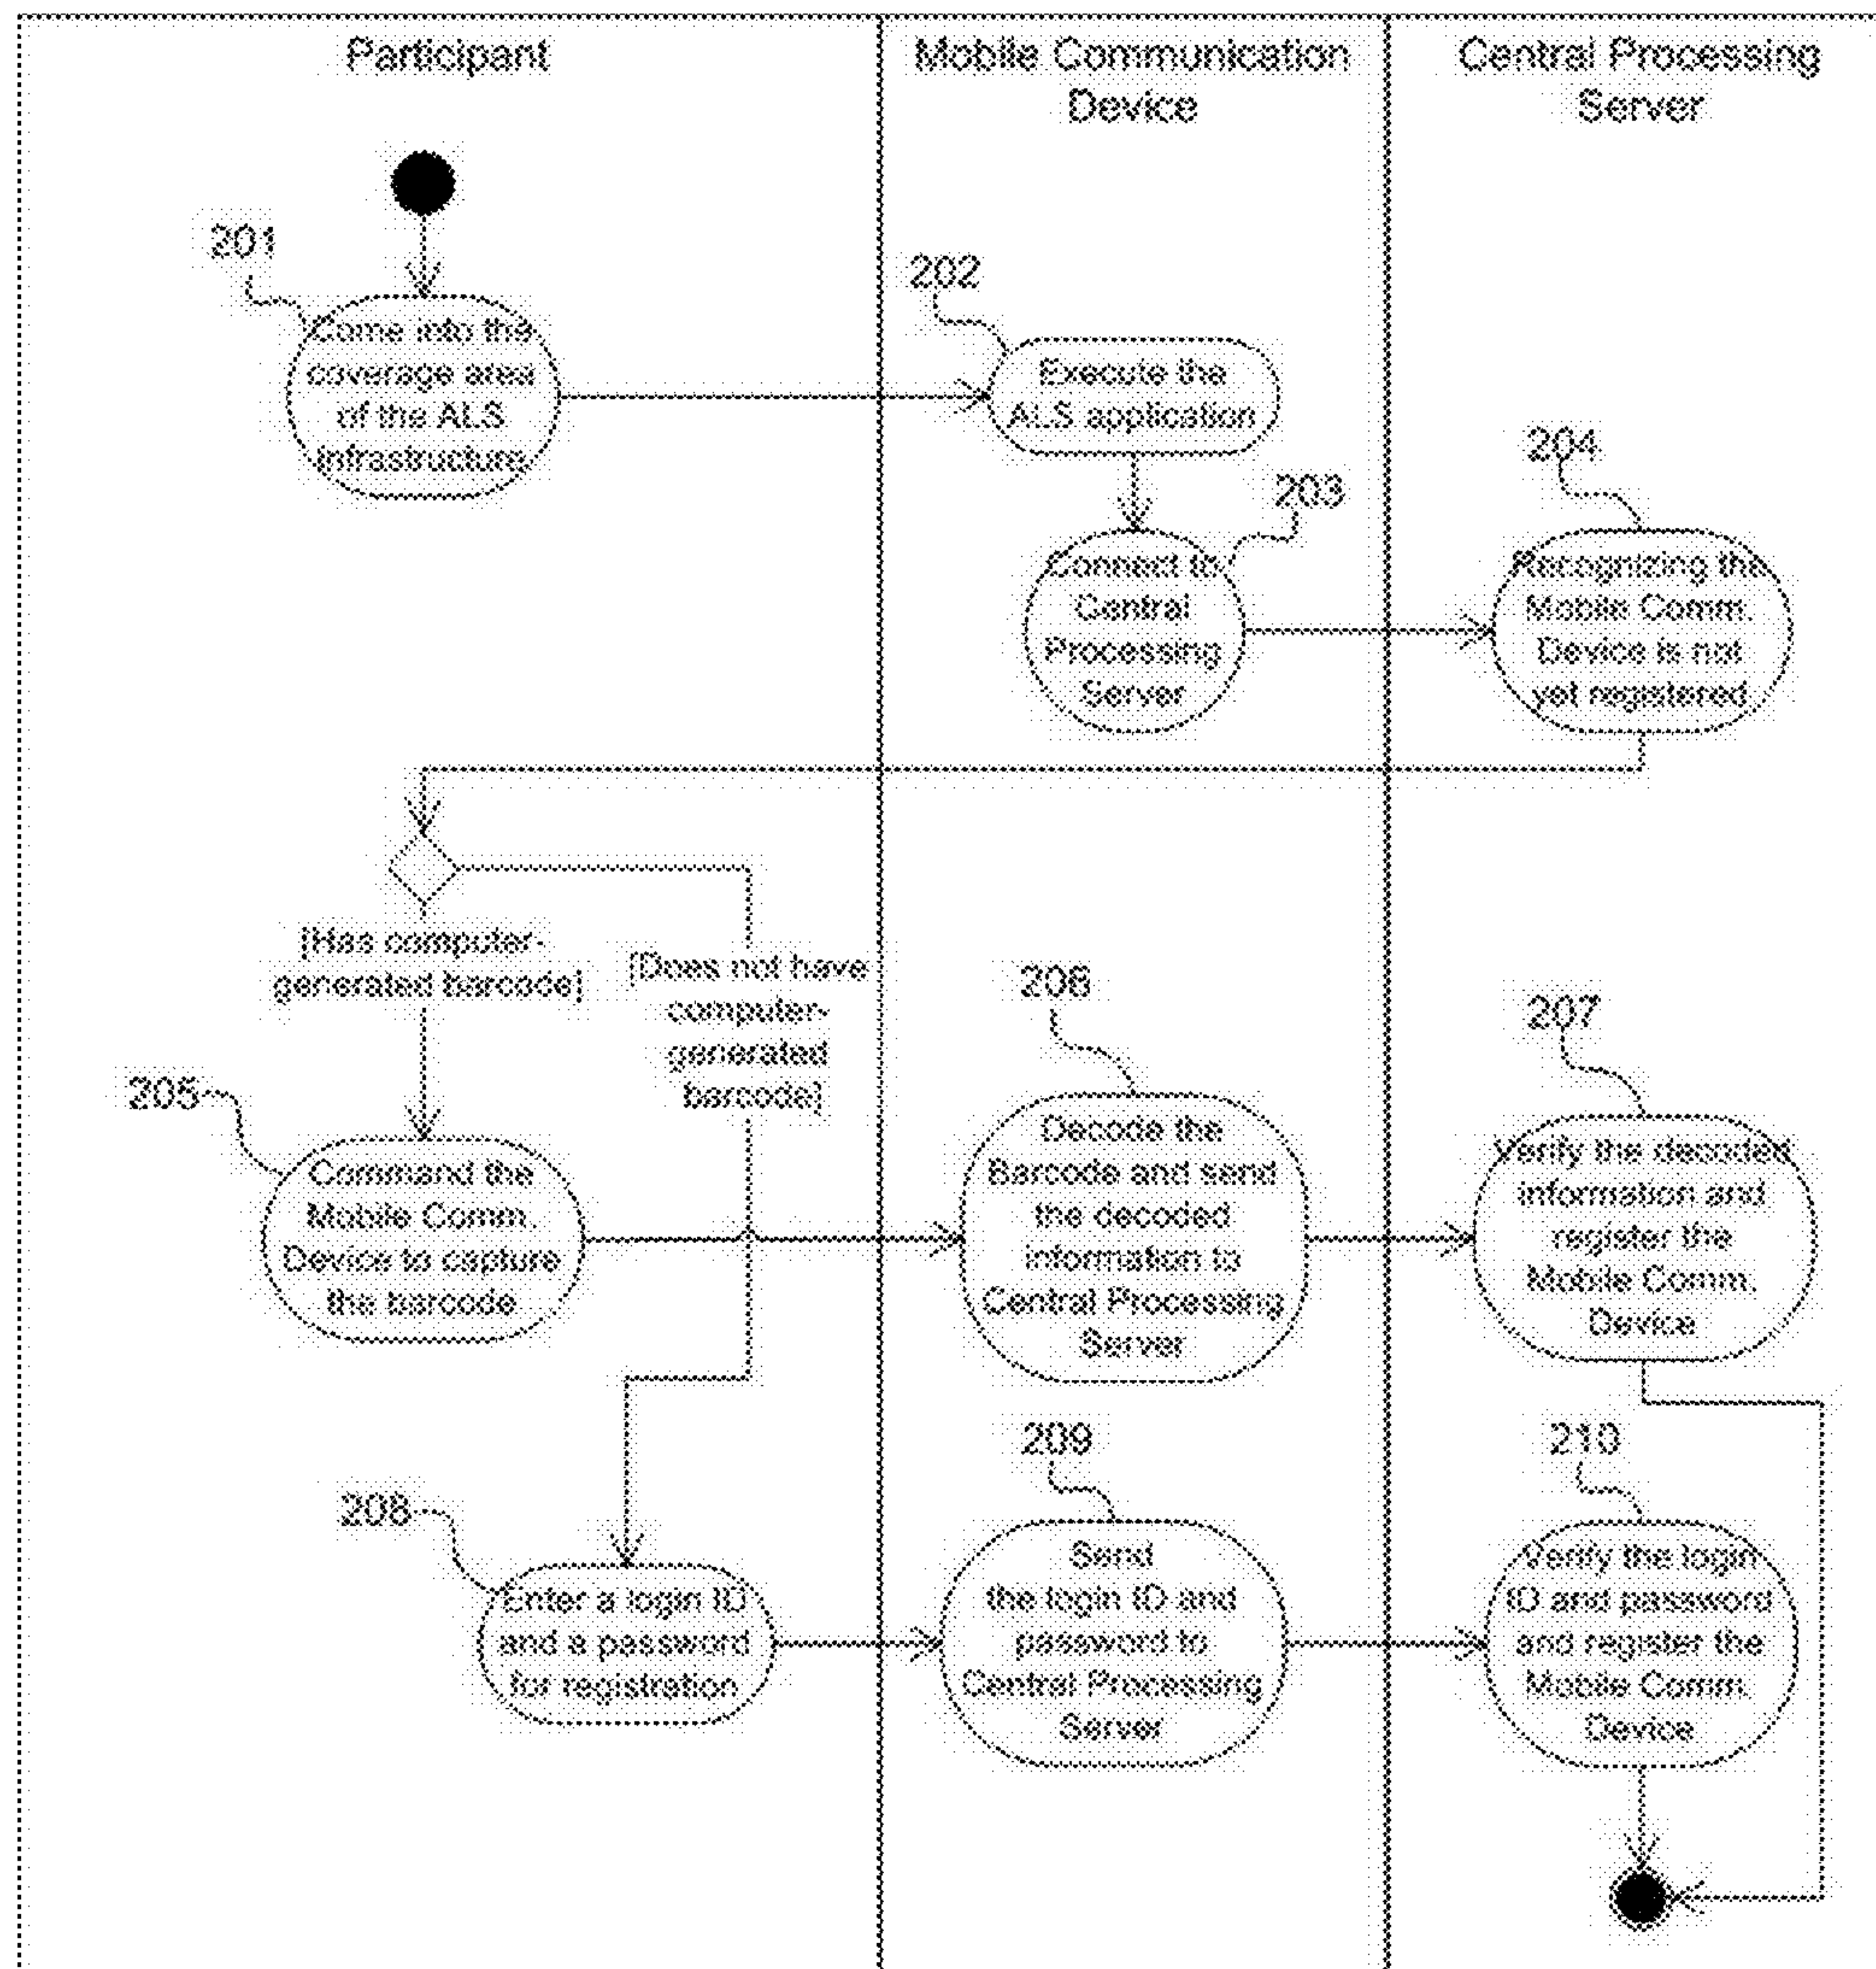 Participant
Mobile Communication
Device
Central Processing
Server
201
Come into the
coverage area
of the ALS
Infrastructure
202
Execute the
ALS application
203
Connect to
Central
Processing
Server
204
Recognizing the
Mobile Comm.
Device is not
yet registered
[Has computer-
generated barcode]
[Does not have
computer-
generated
barcode]
205
Command the
Mobile Comm.
Device to capture
the barcode
206
Decode the
Barcode and send
the decoded
information to
Central Processing
Server
207
Verify the decoded
information and
register the
Mobile Comm.
Device
208
Enter a login ID
and a password
for registration
209
Send
the login ID and
password to
Central Processing
Server
210
Verify the login
ID and password
and register the
Mobile Comm.
Device